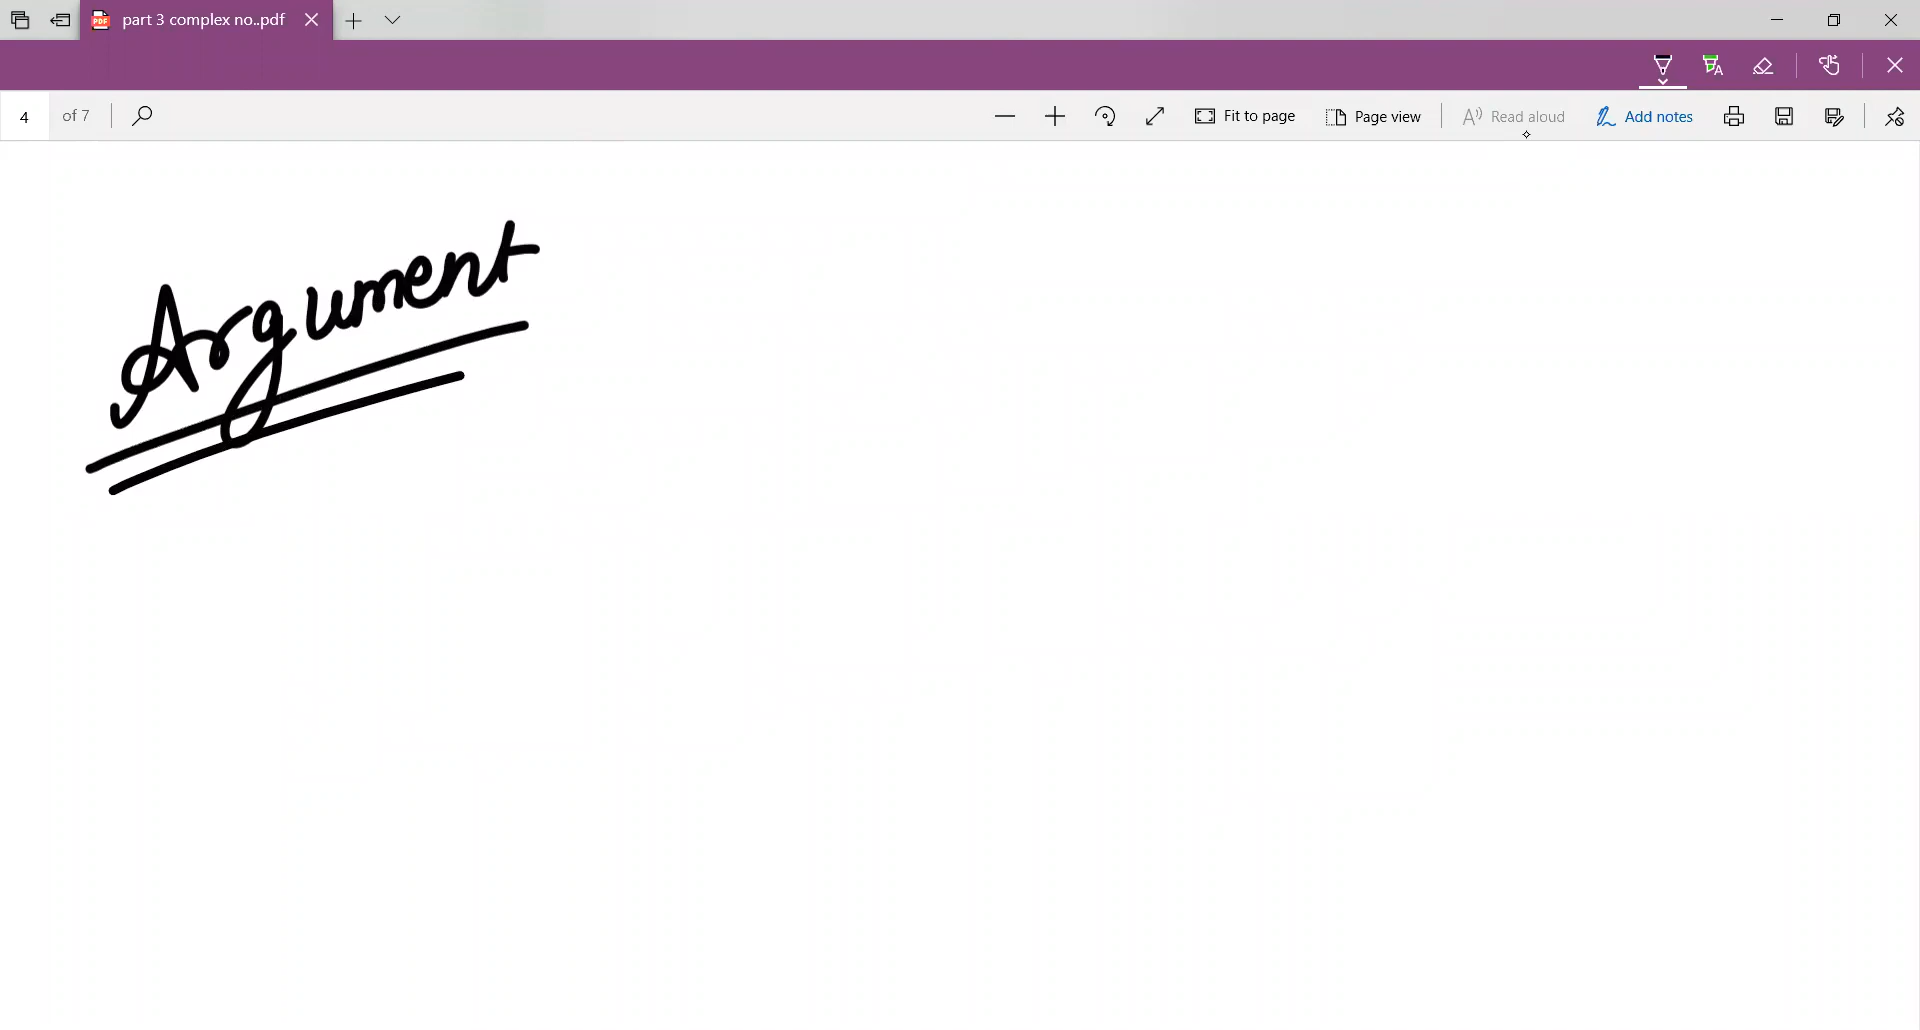 part 3 complex no..pdf
4 of 7
Fit to page
Page view
Read aloud
Add notes
Argument